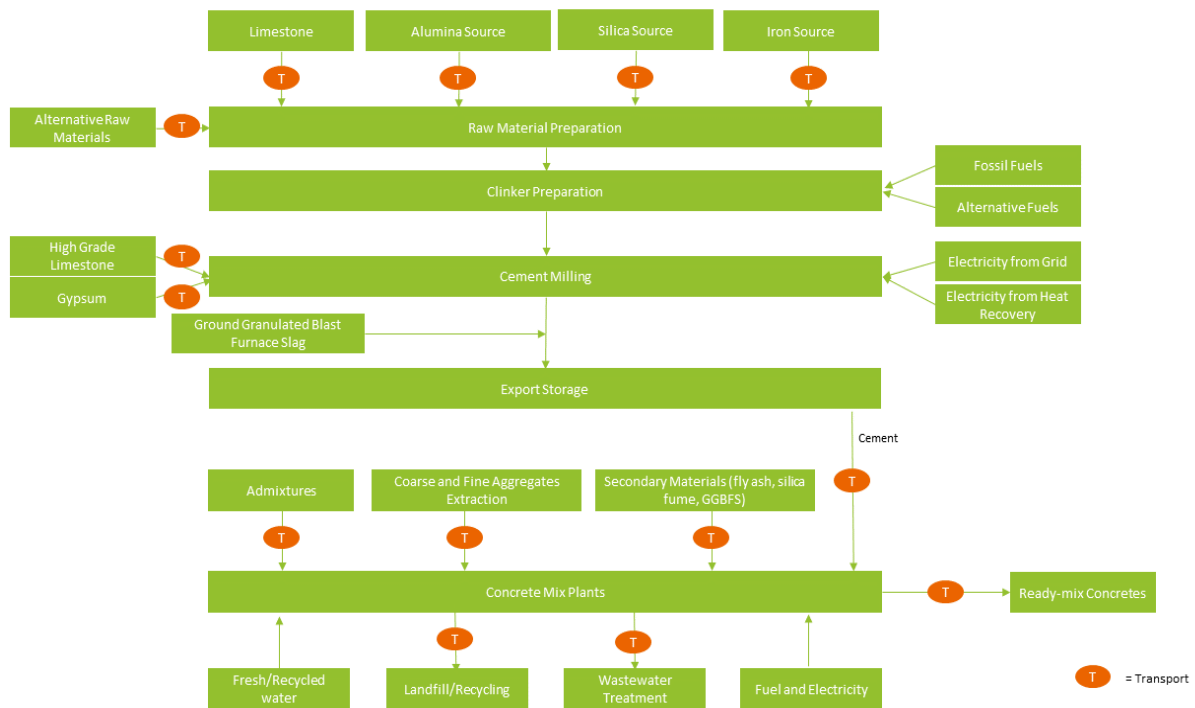 Limestone
Alumina Source
Silica Source
Iron Source
T
T
T
T
Alternative Raw
Materials
T
Raw Material Preparation
Fossil Fuels
Clinker Preparation
Alternative Fuels
High Grade
Limestone
T
Electricity from Grid
Cement Milling
Gypsum
T
Electricity from Heat
Recovery
Ground Granulated Blast
Furnace Slag
Export Storage
Cement
T
Admixtures
Coarse and Fine Aggregates
Extraction
Secondary Materials (fly ash, silica
fume, GGBFS)
T
T
T
Concrete Mix Plants
T
Ready-mix Concretes
T
T
Fresh/Recycled
water
Landfill/Recycling
Wastewater
Treatment
Fuel and Electricity
T
= Transport